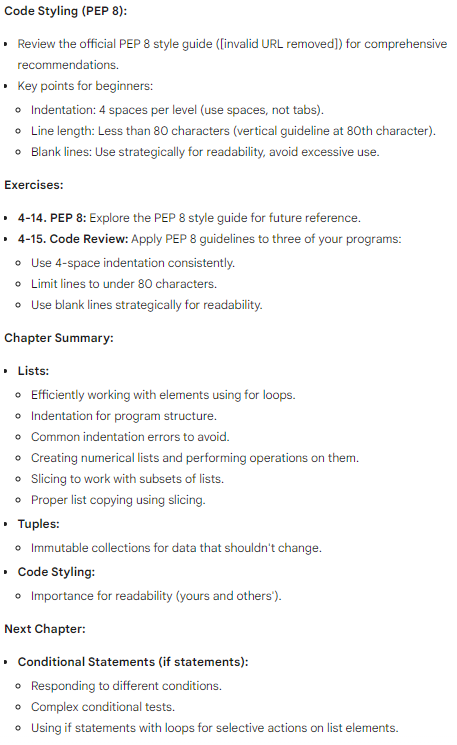 Code Styling (PEP 8):
• Review the official PEP 8 style guide ([invalid URL removed]) for comprehensive
recommendations.
• Key points for beginners:
○ Indentation: 4 spaces per level (use spaces, not tabs).
○ Line length: Less than 80 characters (vertical guideline at 80th character).
○ Blank lines: Use strategically for readability, avoid excessive use.
Exercises:
• 4-14. PEP 8: Explore the PEP 8 style guide for future reference.
• 4-15. Code Review: Apply PEP 8 guidelines to three of your programs:
○ Use 4-space indentation consistently.
○ Limit lines to under 80 characters.
○ Use blank lines strategically for readability.
Chapter Summary:
• Lists:
○ Efficiently working with elements using for loops.
○ Indentation for program structure.
○ Common indentation errors to avoid.
○ Creating numerical lists and performing operations on them.
○ Slicing to work with subsets of lists.
○ Proper list copying using slicing.
• Tuples:
○ Immutable collections for data that shouldn't change.
• Code Styling:
○ Importance for readability (yours and others').
Next Chapter:
• Conditional Statements (if statements):
○ Responding to different conditions.
○ Complex conditional tests.
○ Using if statements with loops for selective actions on list elements.